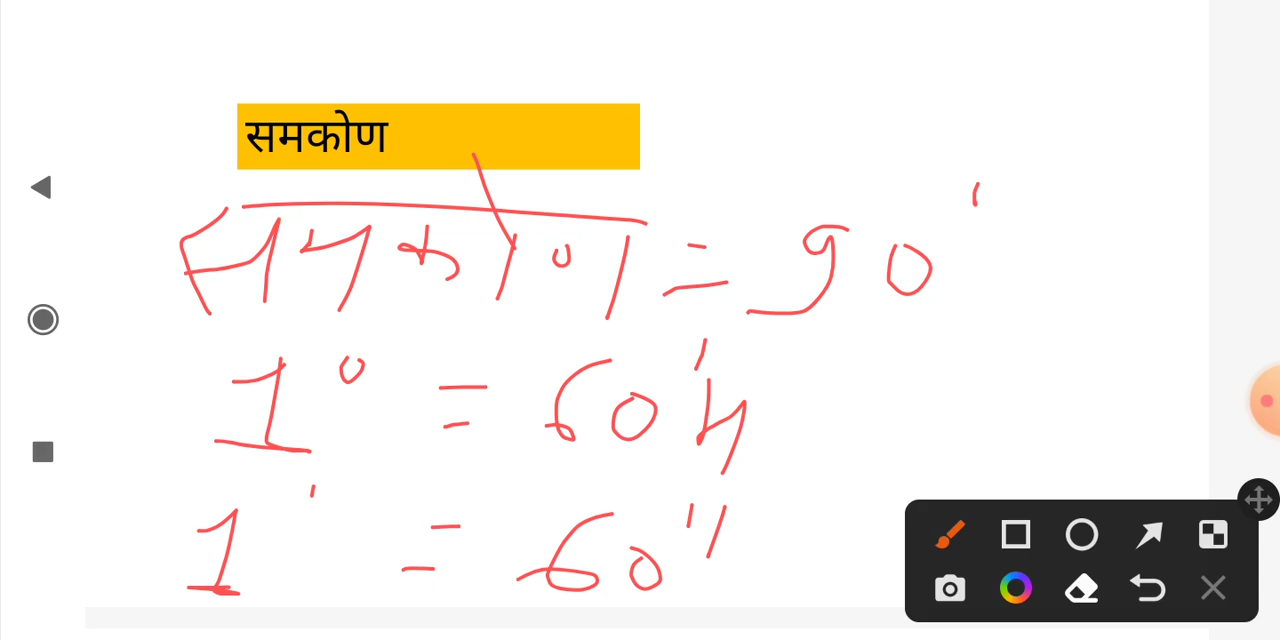 समकोण
समकोण = 90'
1° = 60' म
1' = 60"